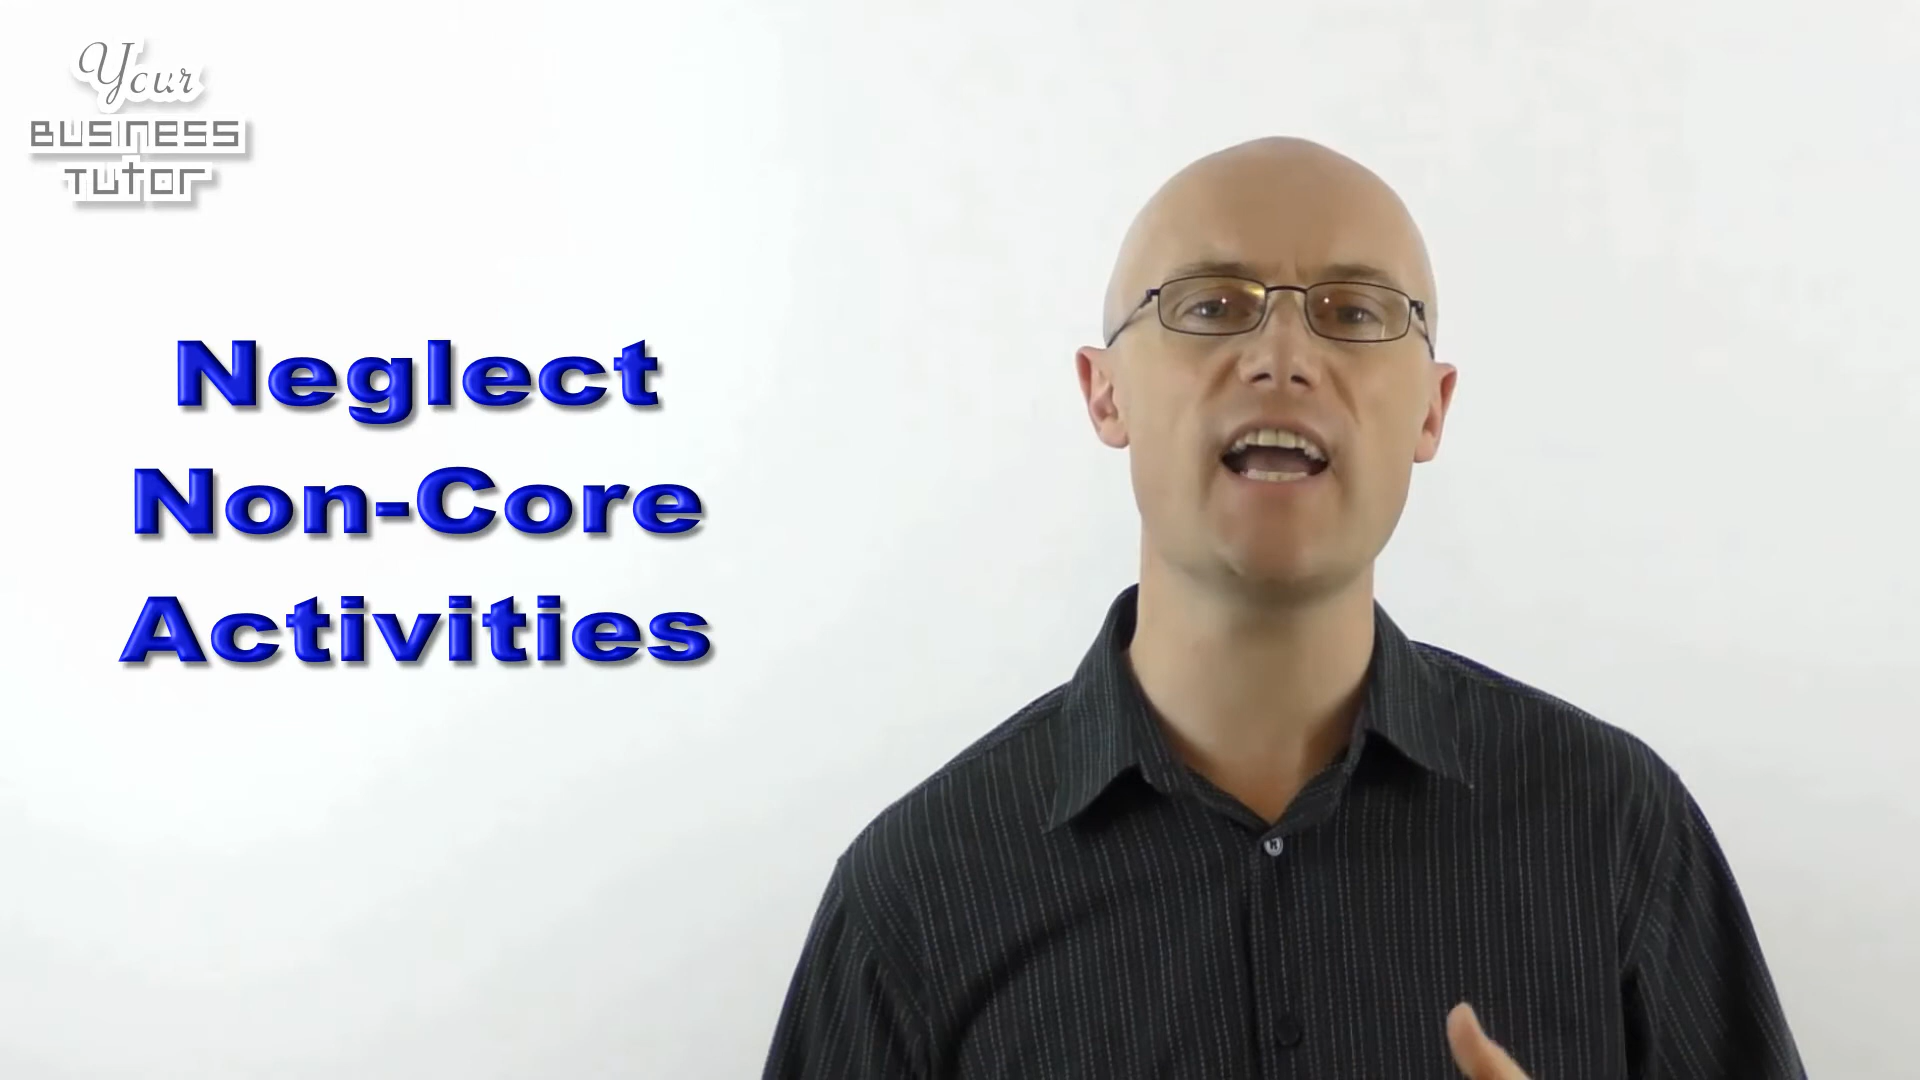 Your
BUSINESS
TUTOR
Neglect
Non-Core
Activities